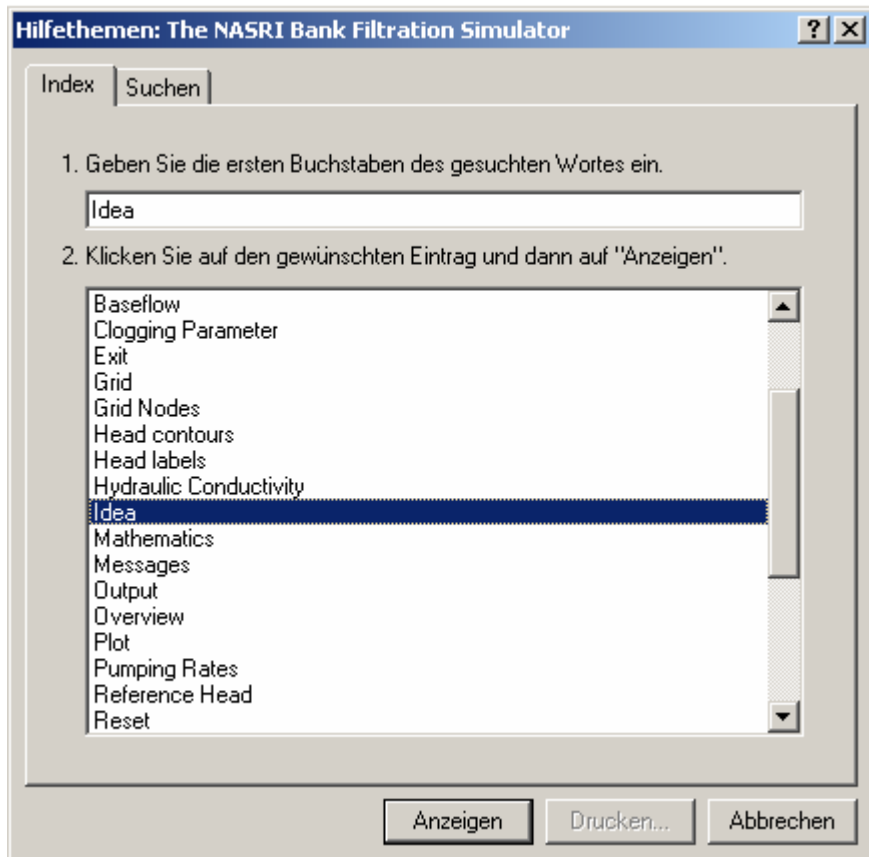 Hilfethemen: The NASRI Bank Filtration Simulator
Index Suchen
1. Geben Sie die ersten Buchstaben des gesuchten Wortes ein.
Idea
2. Klicken Sie auf den gewünschten Eintrag und dann auf "Anzeigen".
Baseflow
Clogging Parameter
Exit
Grid
Grid Nodes
Head contours
Head labels
Hydraulic Conductivity
Idea
Mathematics
Messages
Output
Overview
Plot
Pumping Rates
Reference Head
Reset
Anzeigen Drucken... Abbrechen